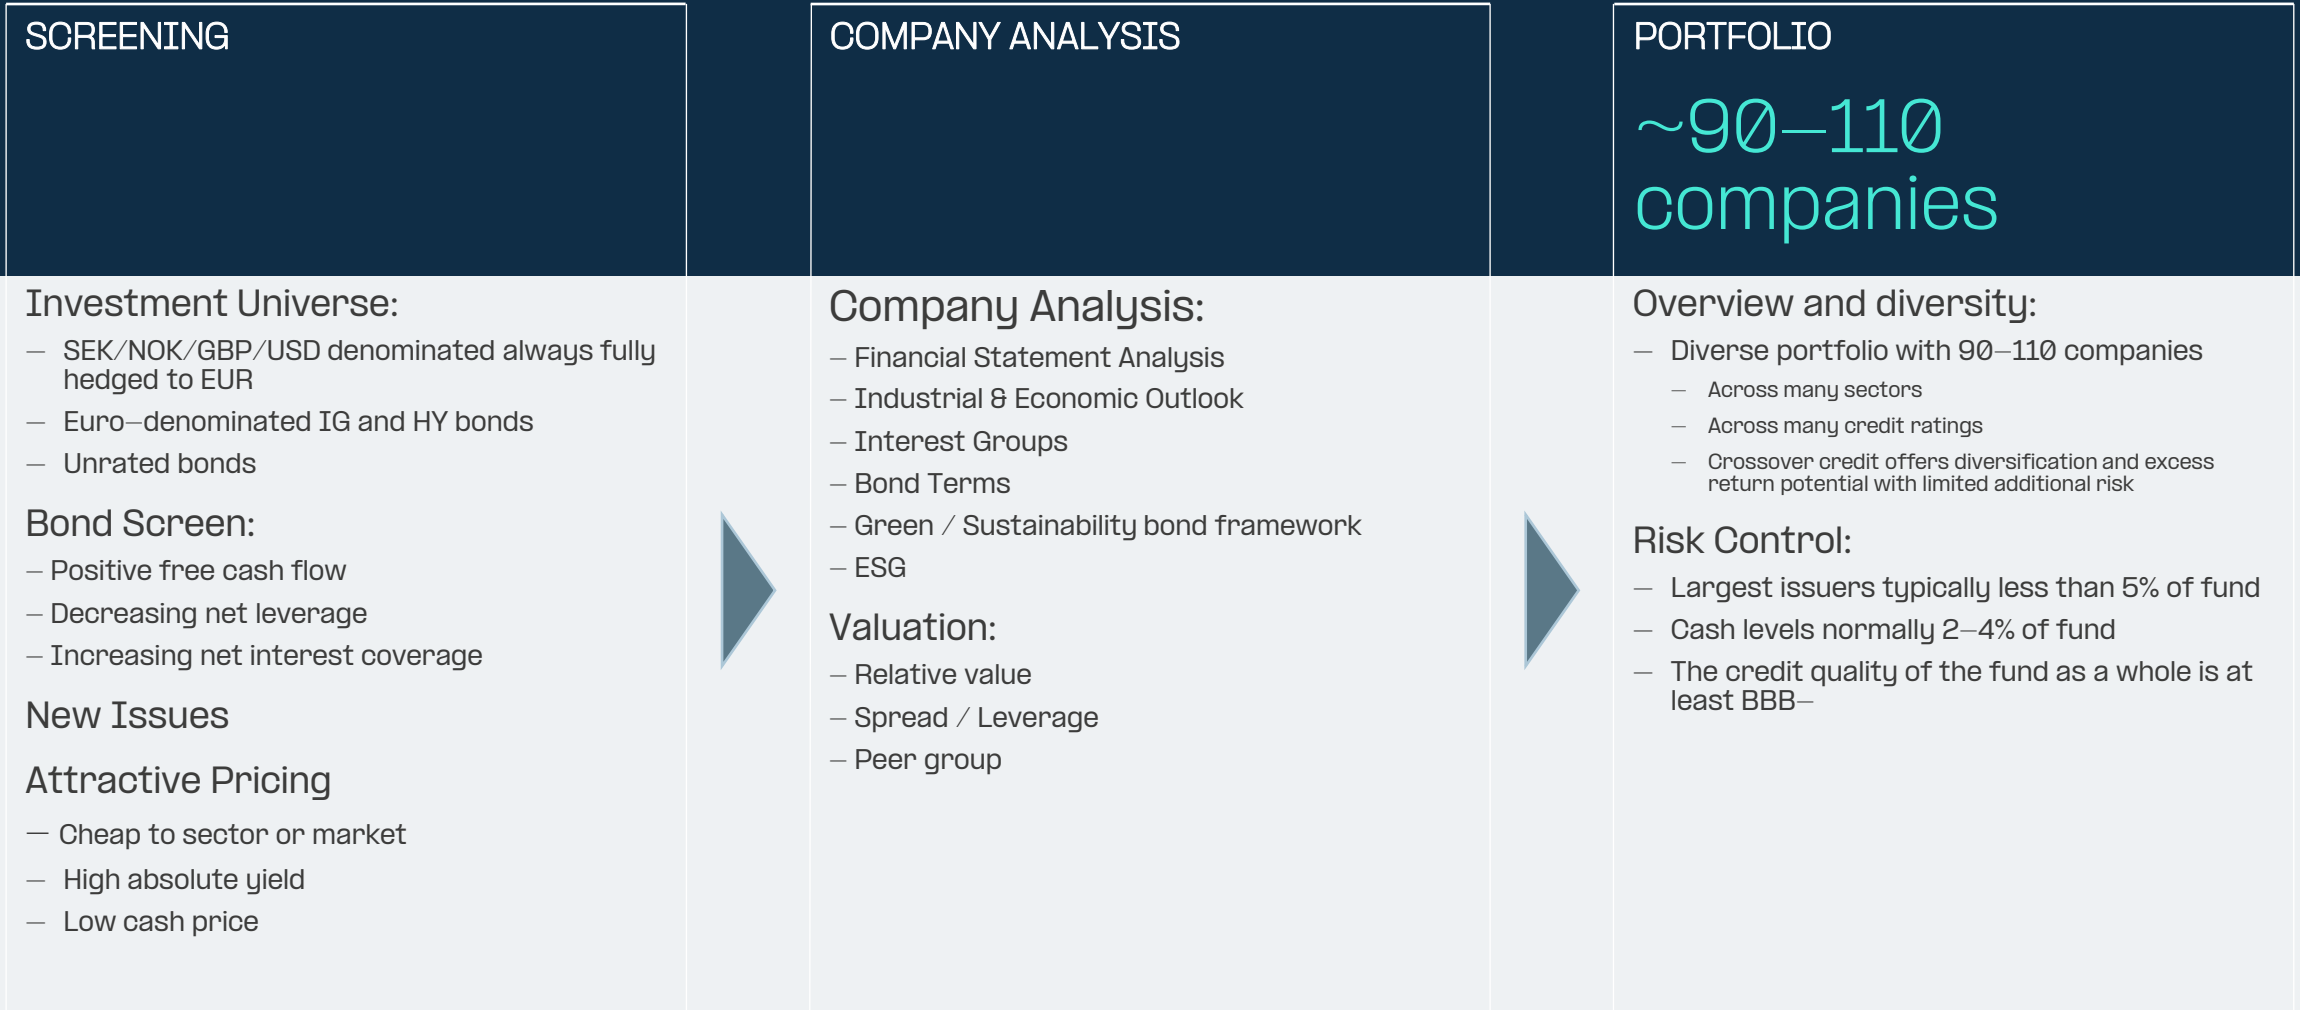 SCREENING
Investment Universe:
– SEK/NOK/GBP/USD denominated always fully
hedged to EUR
– Euro–denominated IG and HY bonds
– Unrated bonds
Bond Screen:
– Positive free cash flow
– Decreasing net leverage
– Increasing net interest coverage
New Issues
Attractive Pricing
– Cheap to sector or market
– High absolute yield
– Low cash price
COMPANY ANALYSIS
Company Analysis:
– Financial Statement Analysis
– Industrial & Economic Outlook
– Interest Groups
– Bond Terms
– Green / Sustainability bond framework
– ESG
Valuation:
– Relative value
– Spread / Leverage
– Peer group
PORTFOLIO
~90–110
companies
Overview and diversity:
– Diverse portfolio with 90–110 companies
– Across many sectors
– Across many credit ratings
– Crossover credit offers diversification and excess
return potential with limited additional risk
Risk Control:
– Largest issuers typically less than 5% of fund
– Cash levels normally 2–4% of fund
– The credit quality of the fund as a whole is at
least BBB–